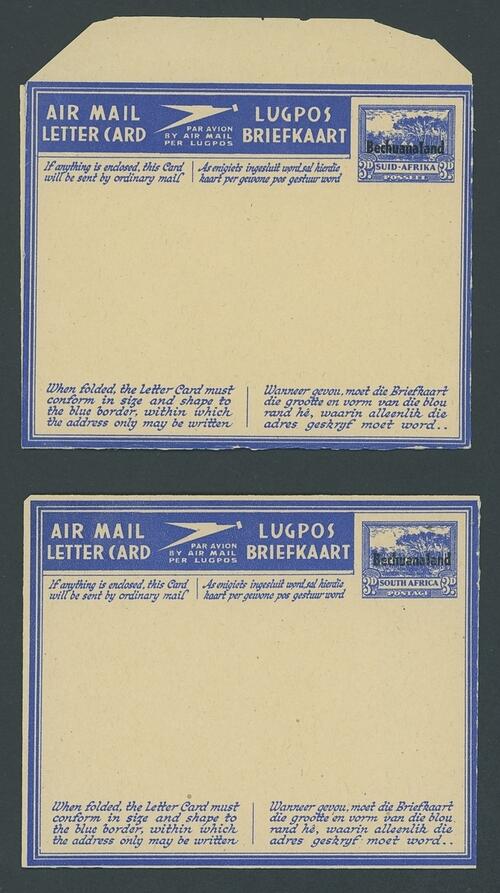 AIR MAIL
LETTER CARD
PAR AVION
BY AIR MAIL
PER LUGPOS
LUGPOS
BRIEFKAART
Bechuanaland
3D SUID-AFRIKA 3D
POSSEËL
If anything is enclosed, this Card
will be sent by ordinary mail
As enigiets ingesluit word, sal hierdie
kaart per gewone pos gestuur word
When folded, the Letter Card must
conform in size and shape to
the blue border, within which
the address only may be written
Wanneer gevou, moet die Briefkaart
die grootte en vorm van die blou
rand hê, waarin alleenlik die
adres geskryf moet word..
AIR MAIL
LETTER CARD
PAR AVION
BY AIR MAIL
PER LUGPOS
LUGPOS
BRIEFKAART
Bechuanaland
3D SOUTH AFRICA 3D
POSTAGE
If anything is enclosed, this Card
will be sent by ordinary mail
As enigiets ingesluit word, sal hierdie
kaart per gewone pos gestuur word
When folded, the Letter Card must
conform in size and shape to
the blue border, within which
the address only may be written
Wanneer gevou, moet die Briefkaart
die grootte en vorm van die blou
rand hê, waarin alleenlik die
adres geskryf moet word..